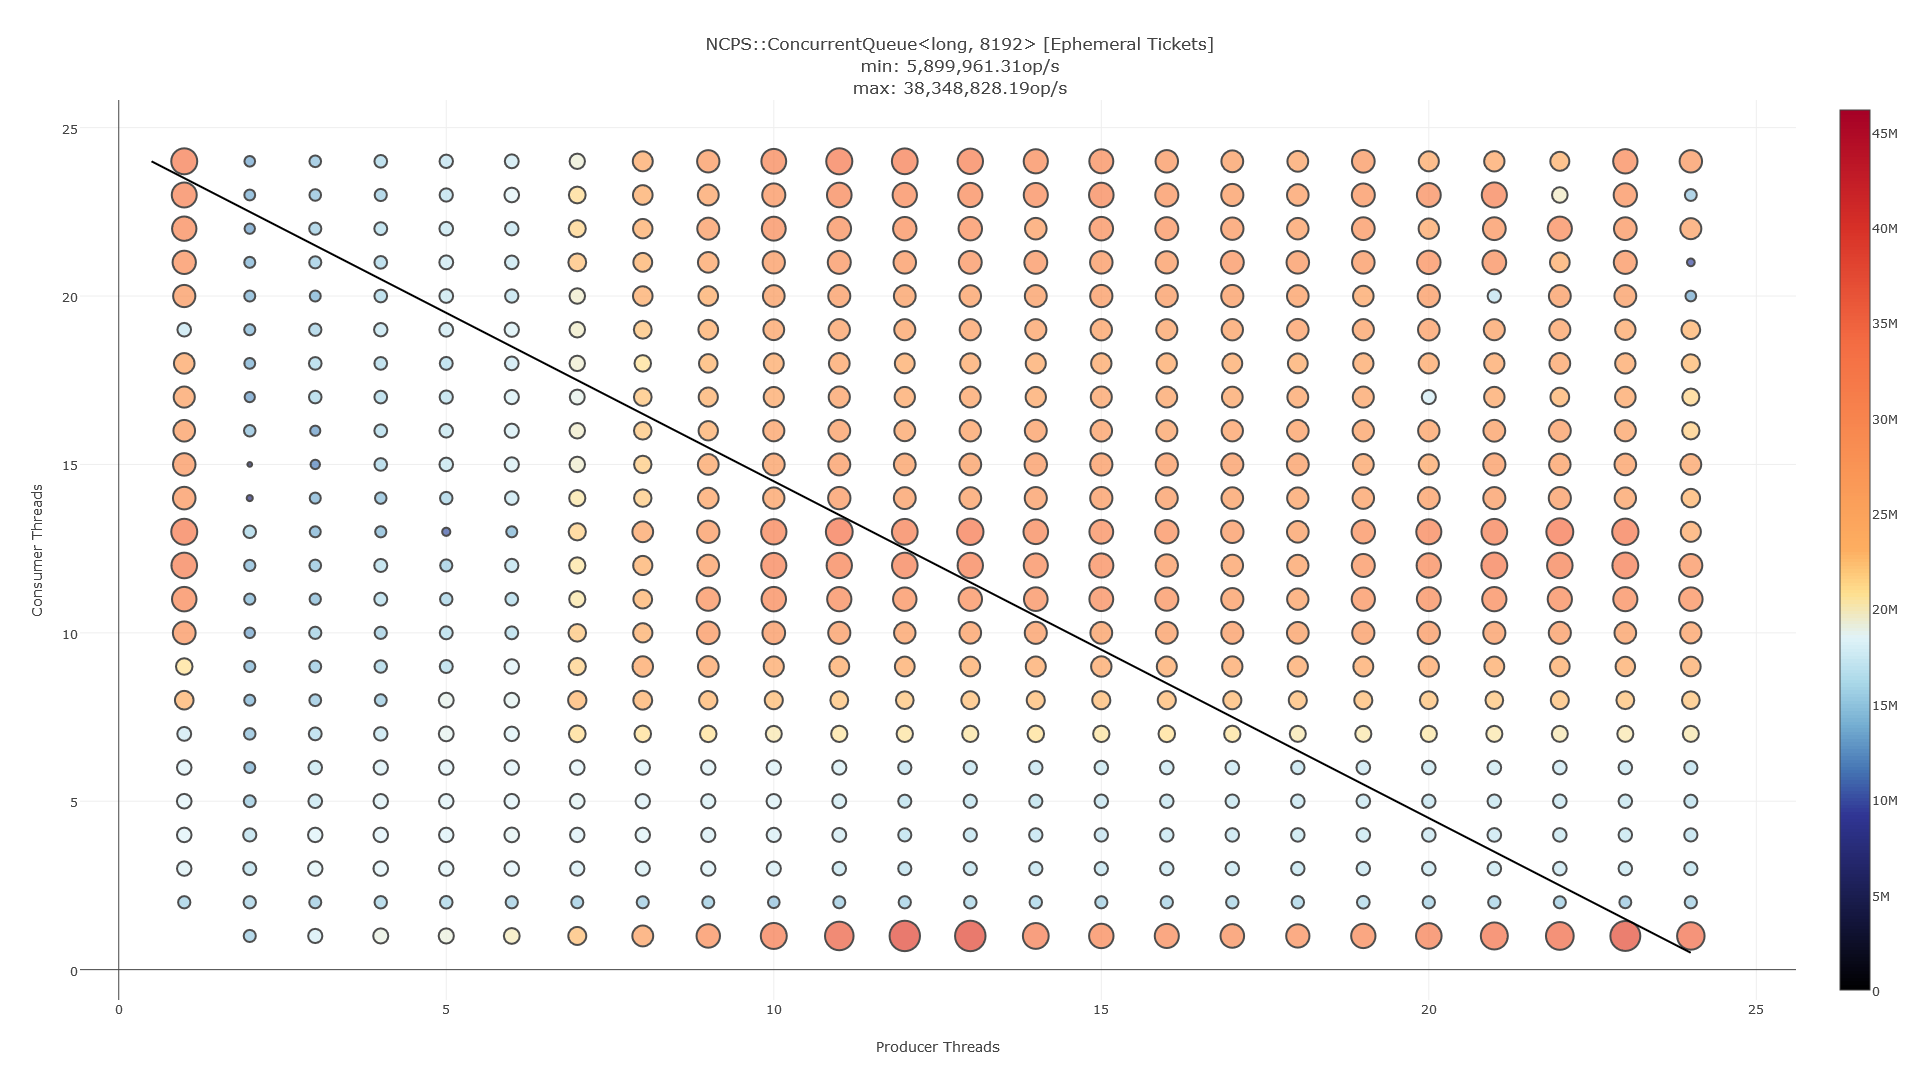 NCPS::ConcurrentQueue<long, 8192> [Ephemeral Tickets]
min: 5,899,961.31op/s
max: 38,348,828.19op/s
25
20
15
10
5
0
Consumer Threads
0
5
10
15
20
25
Producer Threads
45M
40M
35M
30M
25M
20M
15M
10M
5M
0